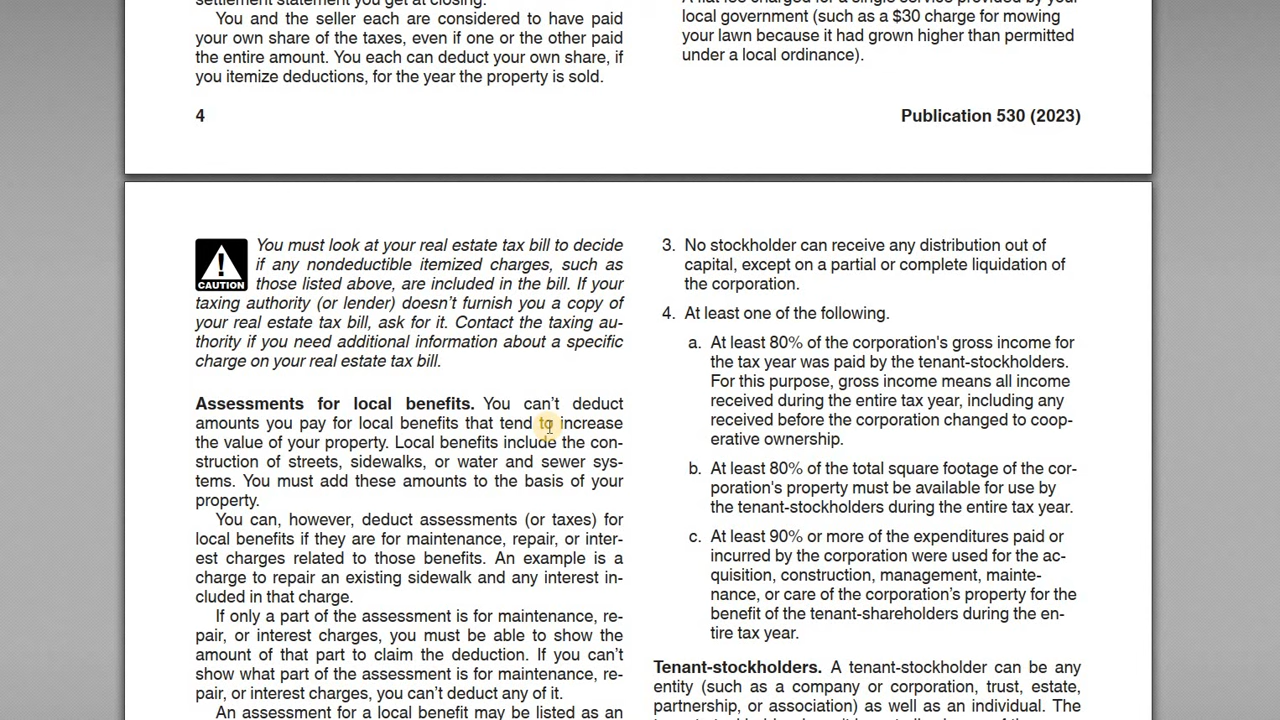 settlement statement you get at closing.
You and the seller each are considered to have paid
your own share of the taxes, even if one or the other paid
the entire amount. You each can deduct your own share, if
you itemize deductions, for the year the property is sold.
A flat fee charged for a single service provided by your
local government (such as a $30 charge for mowing
your lawn because it had grown higher than permitted
under a local ordinance).
4
Publication 530 (2023)
CAUTION
You must look at your real estate tax bill to decide
if any nondeductible itemized charges, such as
those listed above, are included in the bill. If your
taxing authority (or lender) doesn't furnish you a copy of
your real estate tax bill, ask for it. Contact the taxing au-
thority if you need additional information about a specific
charge on your real estate tax bill.
Assessments for local benefits. You can't deduct
amounts you pay for local benefits that tend to increase
the value of your property. Local benefits include the con-
struction of streets, sidewalks, or water and sewer sys-
tems. You must add these amounts to the basis of your
property.
You can, however, deduct assessments (or taxes) for
local benefits if they are for maintenance, repair, or inter-
est charges related to those benefits. An example is a
charge to repair an existing sidewalk and any interest in-
cluded in that charge.
If only a part of the assessment is for maintenance, re-
pair, or interest charges, you must be able to show the
amount of that part to claim the deduction. If you can't
show what part of the assessment is for maintenance, re-
pair, or interest charges, you can't deduct any of it.
An assessment for a local benefit may be listed as an
3. No stockholder can receive any distribution out of
capital, except on a partial or complete liquidation of
the corporation.
4. At least one of the following.
a. At least 80% of the corporation's gross income for
the tax year was paid by the tenant-stockholders.
For this purpose, gross income means all income
received during the entire tax year, including any
received before the corporation changed to coop-
erative ownership.
b. At least 80% of the total square footage of the cor-
poration's property must be available for use by
the tenant-stockholders during the entire tax year.
c. At least 90% or more of the expenditures paid or
incurred by the corporation were used for the ac-
quisition, construction, management, mainte-
nance, or care of the corporation's property for the
benefit of the tenant-shareholders during the en-
tire tax year.
Tenant-stockholders. A tenant-stockholder can be any
entity (such as a company or corporation, trust, estate,
partnership, or association) as well as an individual. The